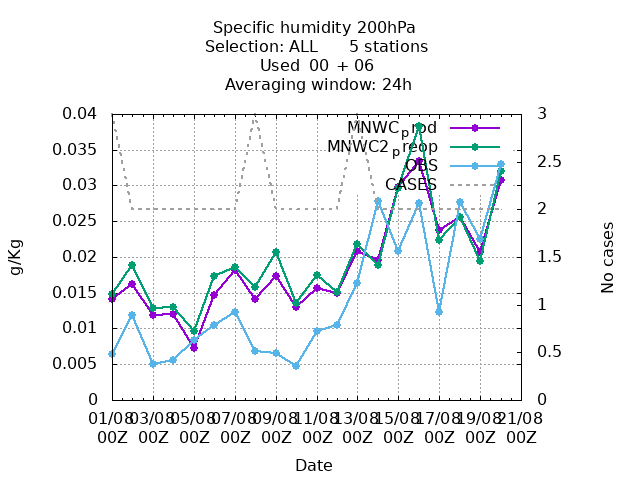 Specific humidity 200hPa
Selection: ALL 5 stations
Used 00 + 06
Averaging window: 24h
0.04
0.035
0.03
0.025
0.02
0.015
0.01
0.005
0
3
2.5
2
1.5
1
0.5
0
g/Kg
No cases
MNWC_prod
MNWC2_preop
OBS
CASES
01/08 03/08 05/08 07/08 09/08 11/08 13/08 15/08 17/08 19/08 21/08
00Z 00Z 00Z 00Z 00Z 00Z 00Z 00Z 00Z 00Z 00Z
Date